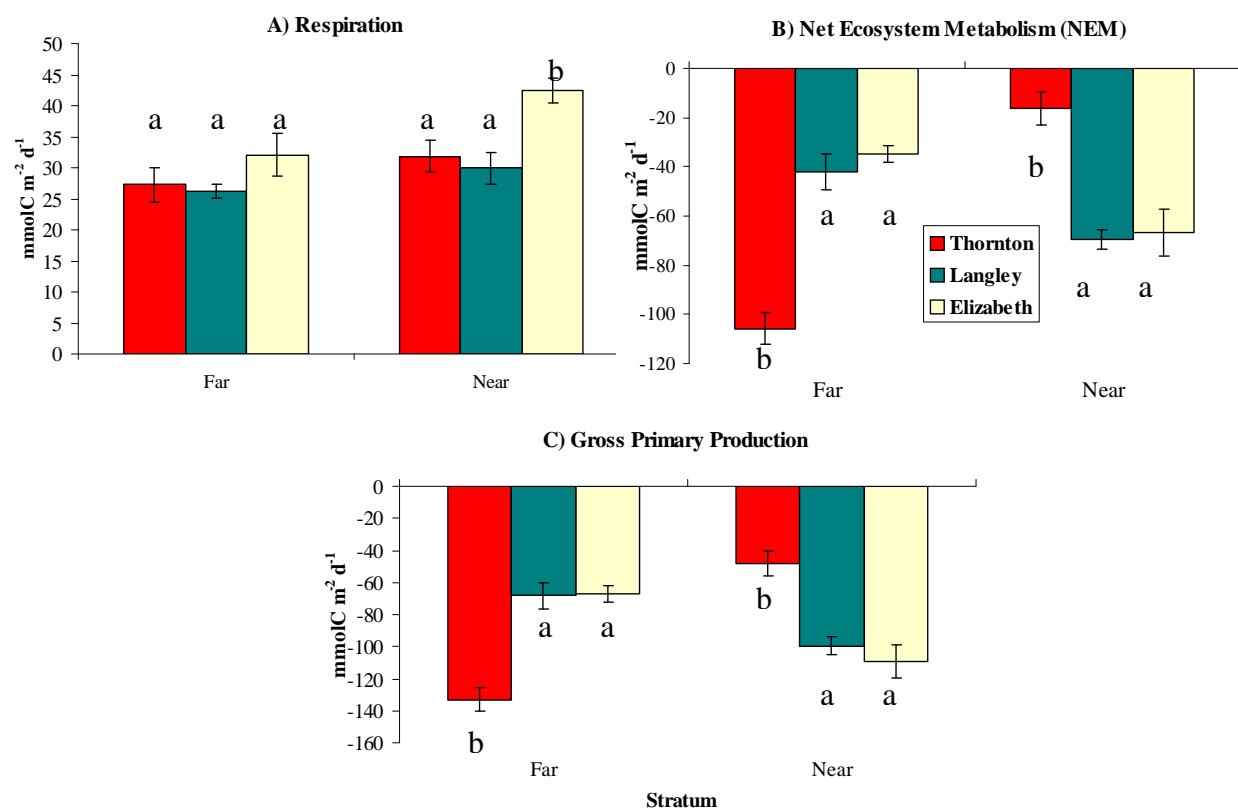 A) Respiration
mmolC m⁻² d⁻¹
50
45
40
35
30
25
20
15
10
5
0
a a a
a a b
Far Near
B) Net Ecosystem Metabolism (NEM)
mmolC m⁻² d⁻¹
0
-20
-40
-60
-80
-100
-120
b a a
b a a
Thornton
Langley
Elizabeth
Far Near
C) Gross Primary Production
mmolC m⁻² d⁻¹
0
-20
-40
-60
-80
-100
-120
-140
-160
b a a
b a a
Far Near
Stratum